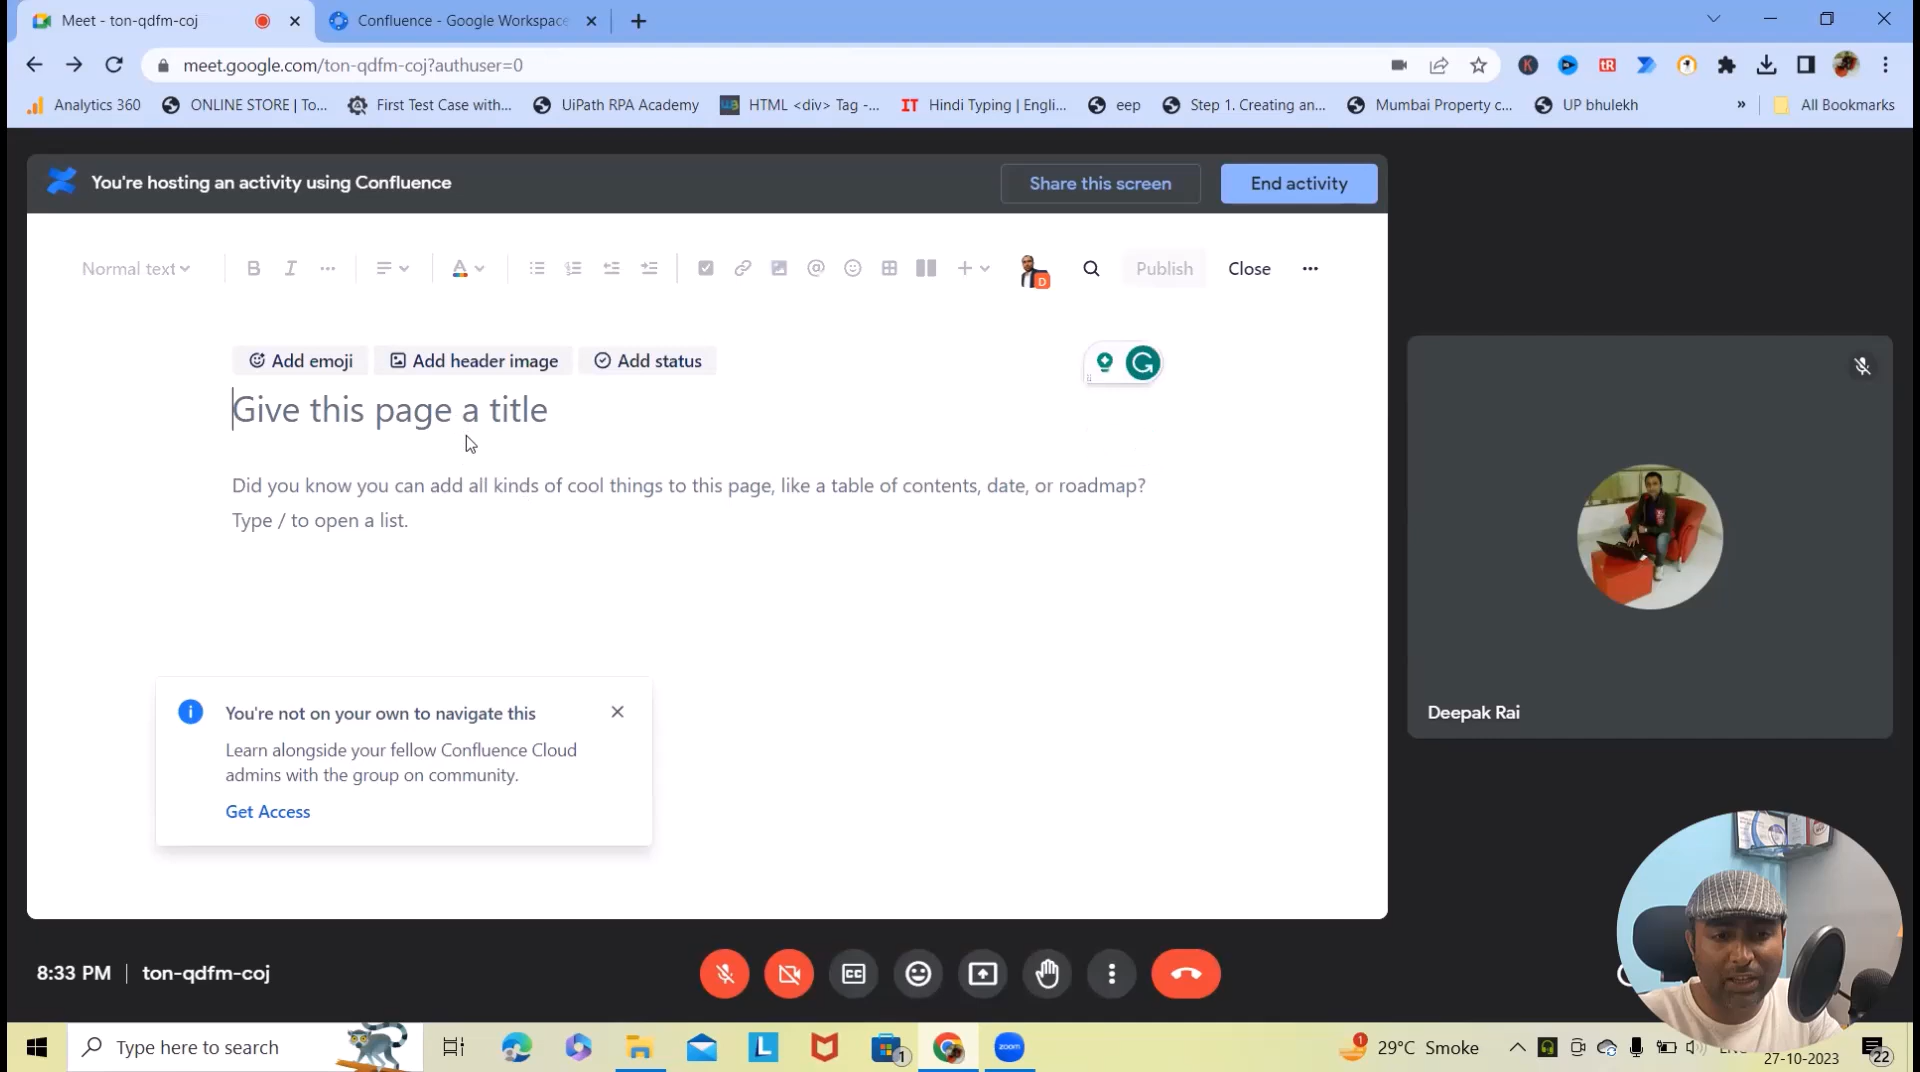 Meet - ton-qdfm-coj
Confluence - Google Workspace
meet.google.com/ton-qdfm-coj?authuser=0
Analytics 360
ONLINE STORE | To...
First Test Case with...
UiPath RPA Academy
HTML <div> Tag -...
IT Hindi Typing | Engli...
eep
Step 1. Creating an...
Mumbai Property c...
UP bhulekh
»
All Bookmarks
You're hosting an activity using Confluence
Share this screen
End activity
Normal text
B
I
A
D
Publish
Close
Add emoji
Add header image
Add status
Give this page a title
Did you know you can add all kinds of cool things to this page, like a table of contents, date, or roadmap?
Type / to open a list.
You're not on your own to navigate this
Learn alongside your fellow Confluence Cloud
admins with the group on community.
Get Access
Deepak Rai
8:33 PM | ton-qdfm-coj
Type here to search
L
1
zoom
1
29°C Smoke
27-10-2023
22